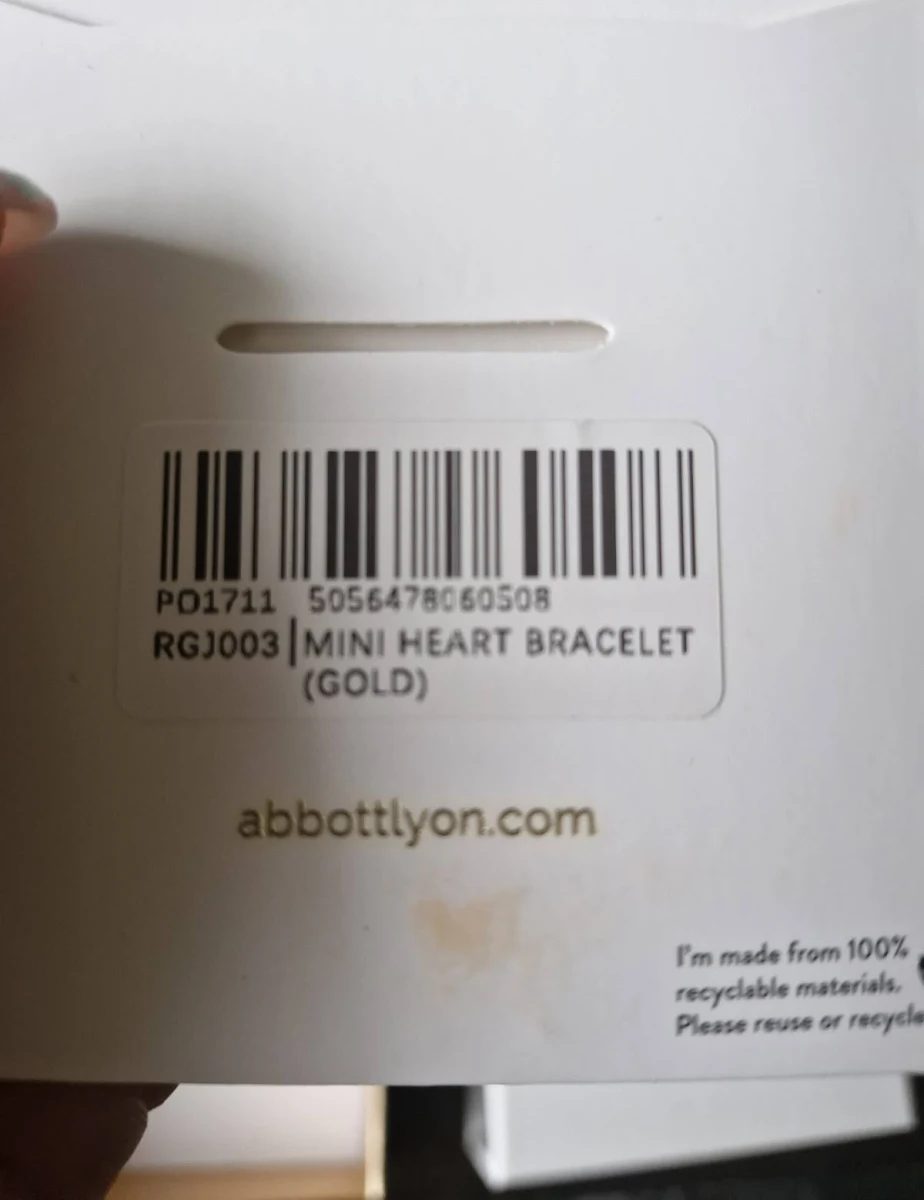 PO1711 5056478060508
RGJ003 | MINI HEART BRACELET
(GOLD)
abbottlyon.com
I'm made from 100%
recyclable materials.
Please reuse or recycle